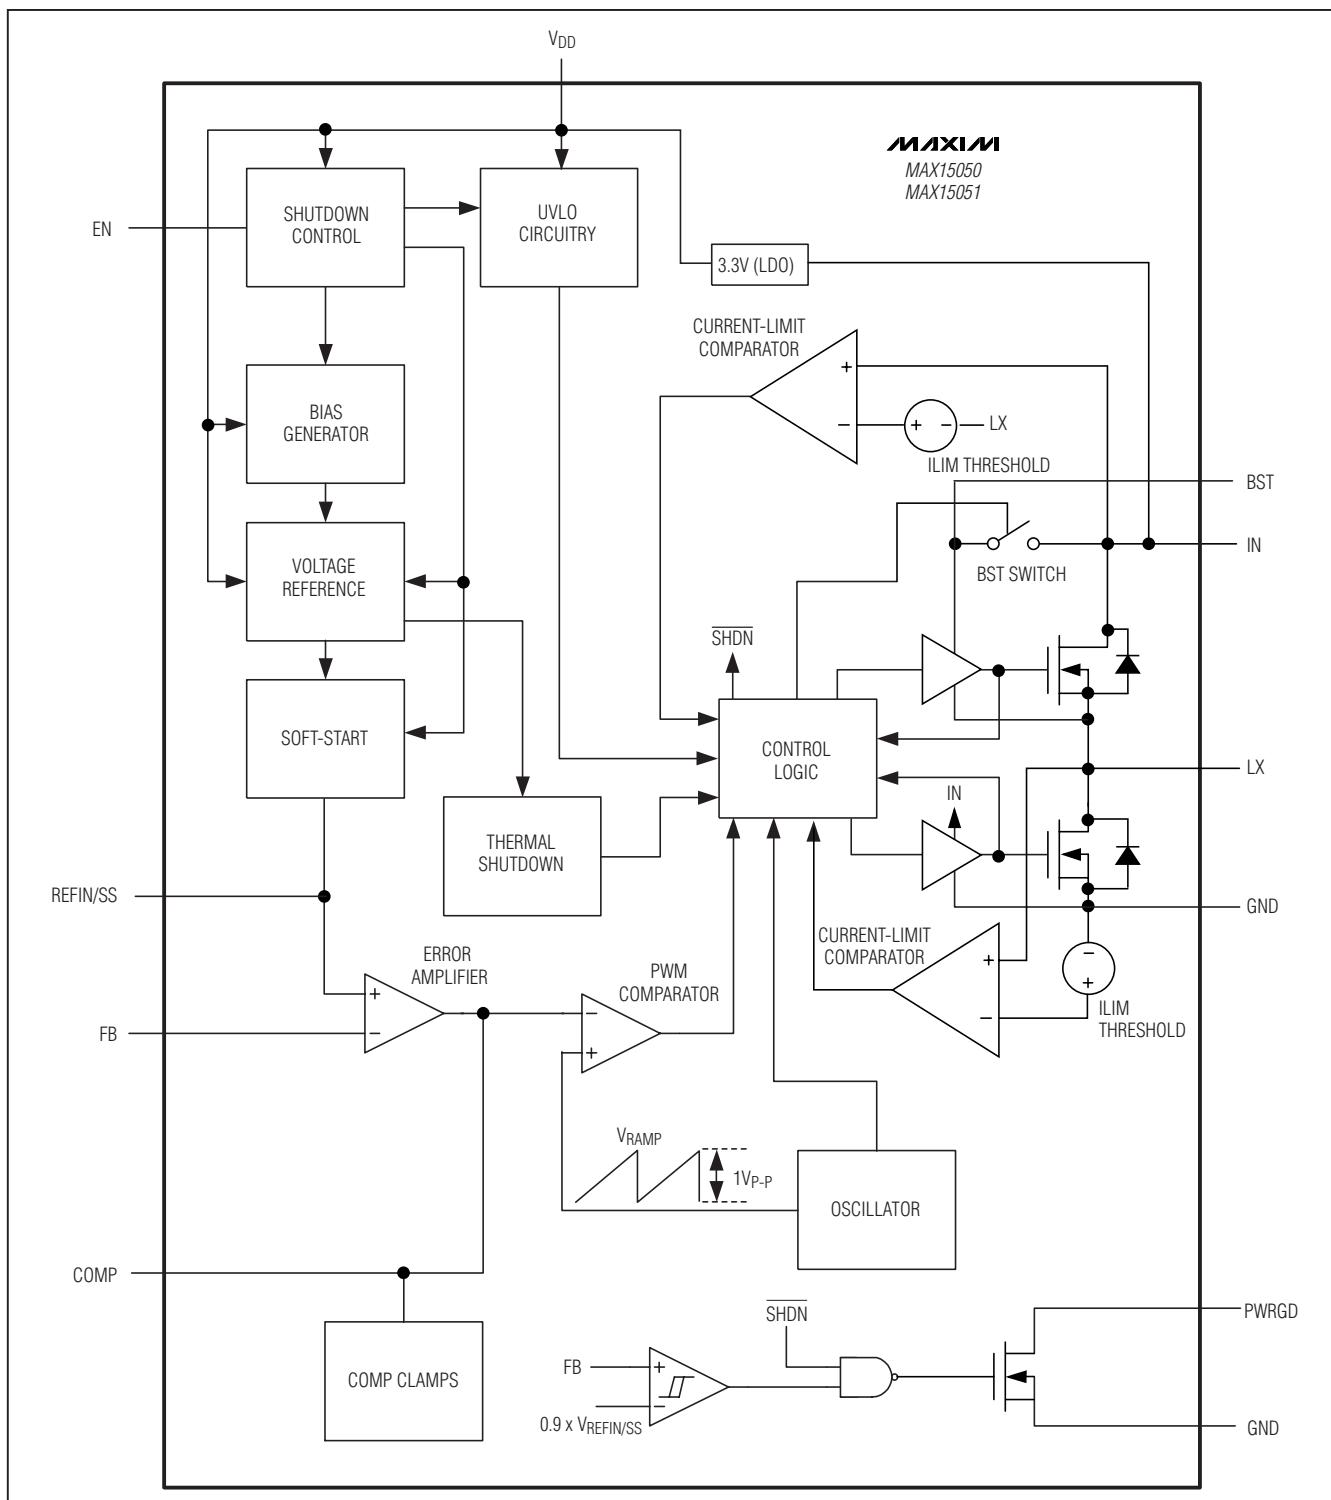 VDD
MAXIM
MAX15050
MAX15051
EN
SHUTDOWN
CONTROL
UVLO
CIRCUITRY
3.3V (LDO)
CURRENT-LIMIT
COMPARATOR
+
−
+ −
LX
ILIM THRESHOLD
BIAS
GENERATOR
BST
IN
BST SWITCH
VOLTAGE
REFERENCE
SHDN
SOFT-START
CONTROL
LOGIC
LX
IN
THERMAL
SHUTDOWN
REFIN/SS
GND
CURRENT-LIMIT
COMPARATOR
+
−
−
+
ILIM
THRESHOLD
ERROR
AMPLIFIER
+
−
FB
PWM
COMPARATOR
−
+
VRAMP
1VP-P
OSCILLATOR
COMP
COMP CLAMPS
SHDN
FB
+
−
0.9 x VREFIN/SS
PWRGD
GND